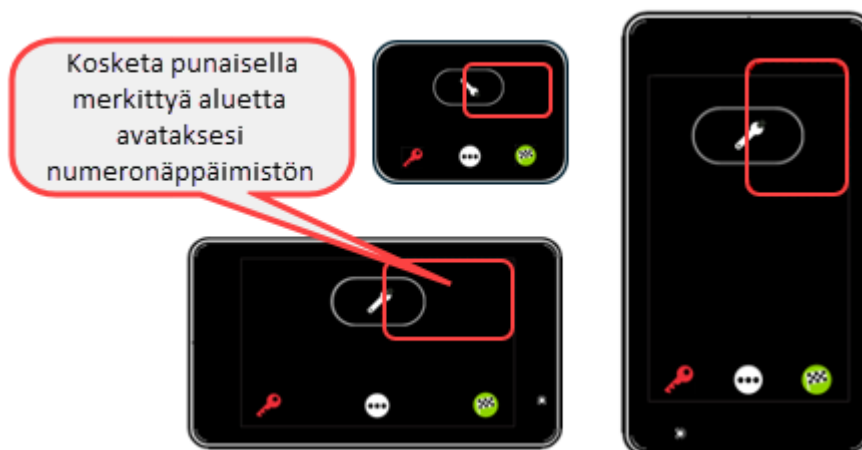 Kosketa punaisella
merkittyä aluetta
avataksesi
numeronäppäimistön